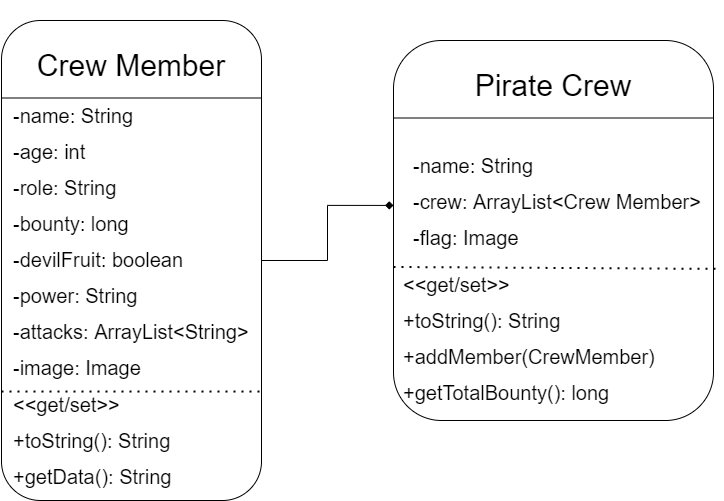 Crew Member
-name: String
-age: int
-role: String
-bounty: long
-devilFruit: boolean
-power: String
-attacks: ArrayList<String>
-image: Image
<<get/set>>
+toString(): String
+getData(): String
Pirate Crew
-name: String
-crew: ArrayList<Crew Member>
-flag: Image
<<get/set>>
+toString(): String
+addMember(CrewMember)
+getTotalBounty(): long